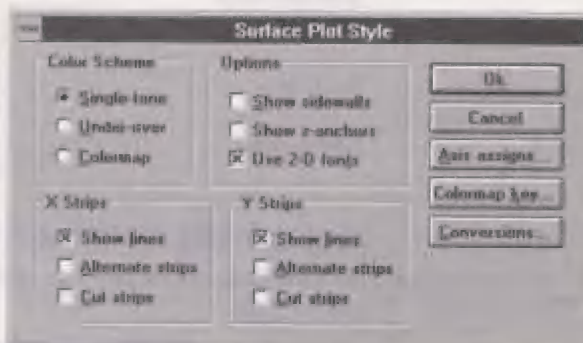 Surface Plot Style
Color Scheme
Single-tone
Under-over
Colormap
Options
Show sidewalls
Show z-anchors
Use 2-D fonts
Ok
Cancel
Axis assigns...
Colormap key...
Conversions...
X Strips
Show lines
Alternate strips
Cut strips
Y Strips
Show lines
Alternate strips
Cut strips